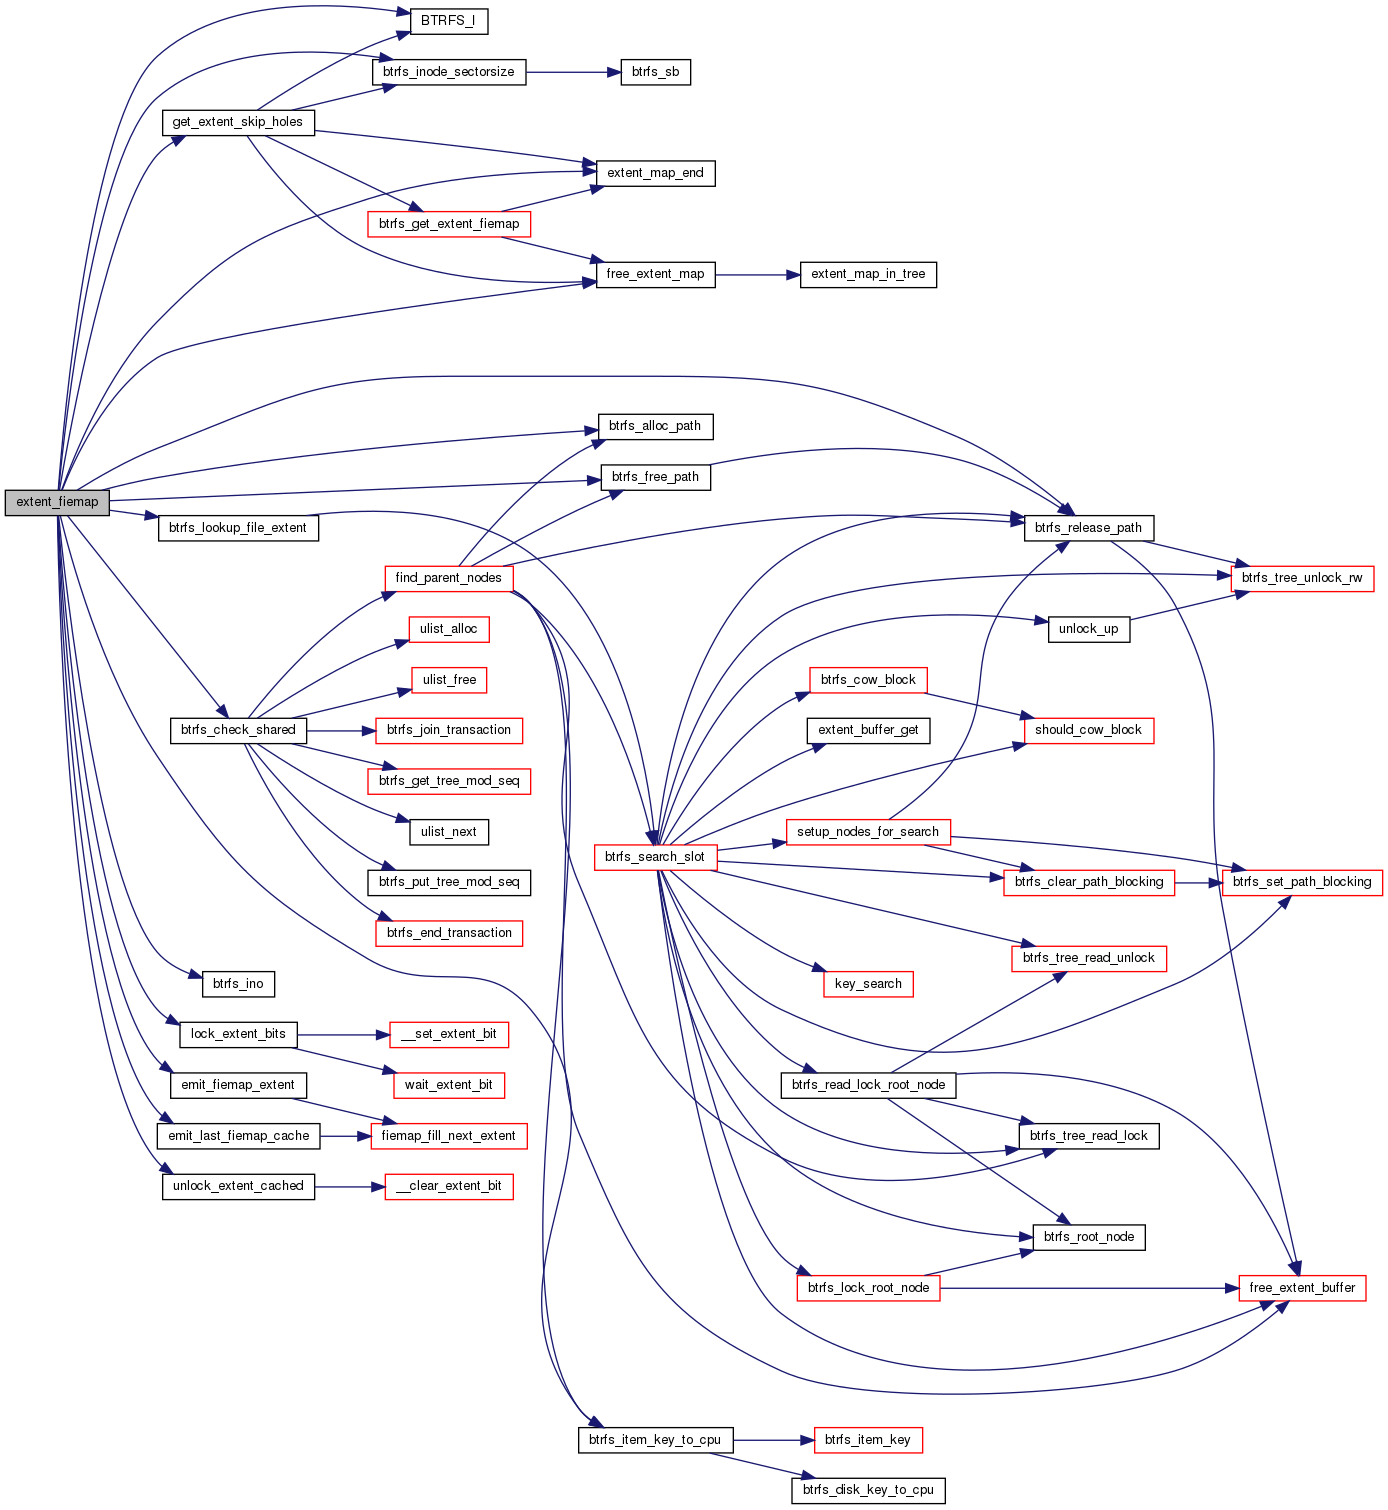 BTRFS_I
btrfs_inode_sectorsize
btrfs_sb
get_extent_skip_holes
extent_map_end
btrfs_get_extent_fiemap
free_extent_map
extent_map_in_tree
btrfs_alloc_path
btrfs_free_path
extent_fiemap
btrfs_lookup_file_extent
btrfs_release_path
find_parent_nodes
btrfs_tree_unlock_rw
ulist_alloc
unlock_up
ulist_free
btrfs_cow_block
btrfs_check_shared
btrfs_join_transaction
extent_buffer_get
should_cow_block
btrfs_get_tree_mod_seq
ulist_next
setup_nodes_for_search
btrfs_search_slot
btrfs_put_tree_mod_seq
btrfs_clear_path_blocking
btrfs_set_path_blocking
btrfs_end_transaction
btrfs_tree_read_unlock
btrfs_ino
key_search
lock_extent_bits
__set_extent_bit
emit_fiemap_extent
wait_extent_bit
btrfs_read_lock_root_node
emit_last_fiemap_cache
fiemap_fill_next_extent
btrfs_tree_read_lock
unlock_extent_cached
__clear_extent_bit
btrfs_root_node
btrfs_lock_root_node
free_extent_buffer
btrfs_item_key_to_cpu
btrfs_item_key
btrfs_disk_key_to_cpu